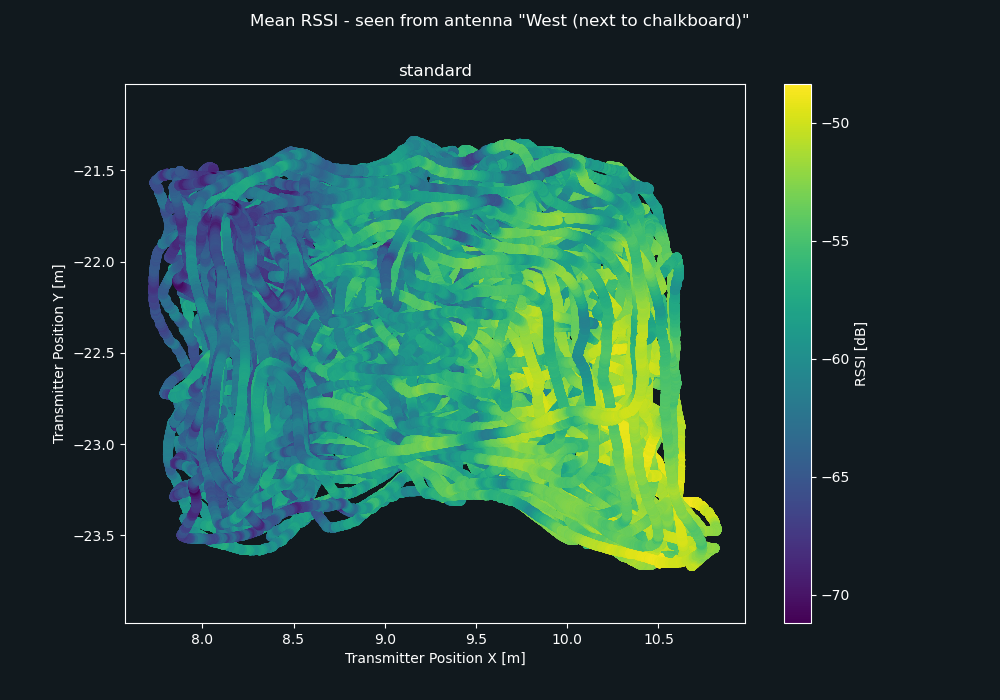 Mean RSSI - seen from antenna "West (next to chalkboard)"
standard
−21.5
−22.0
−22.5
−23.0
−23.5
Transmitter Position Y [m]
8.0 8.5 9.0 9.5 10.0 10.5
Transmitter Position X [m]
−50
−55
−60
−65
−70
RSSI [dB]